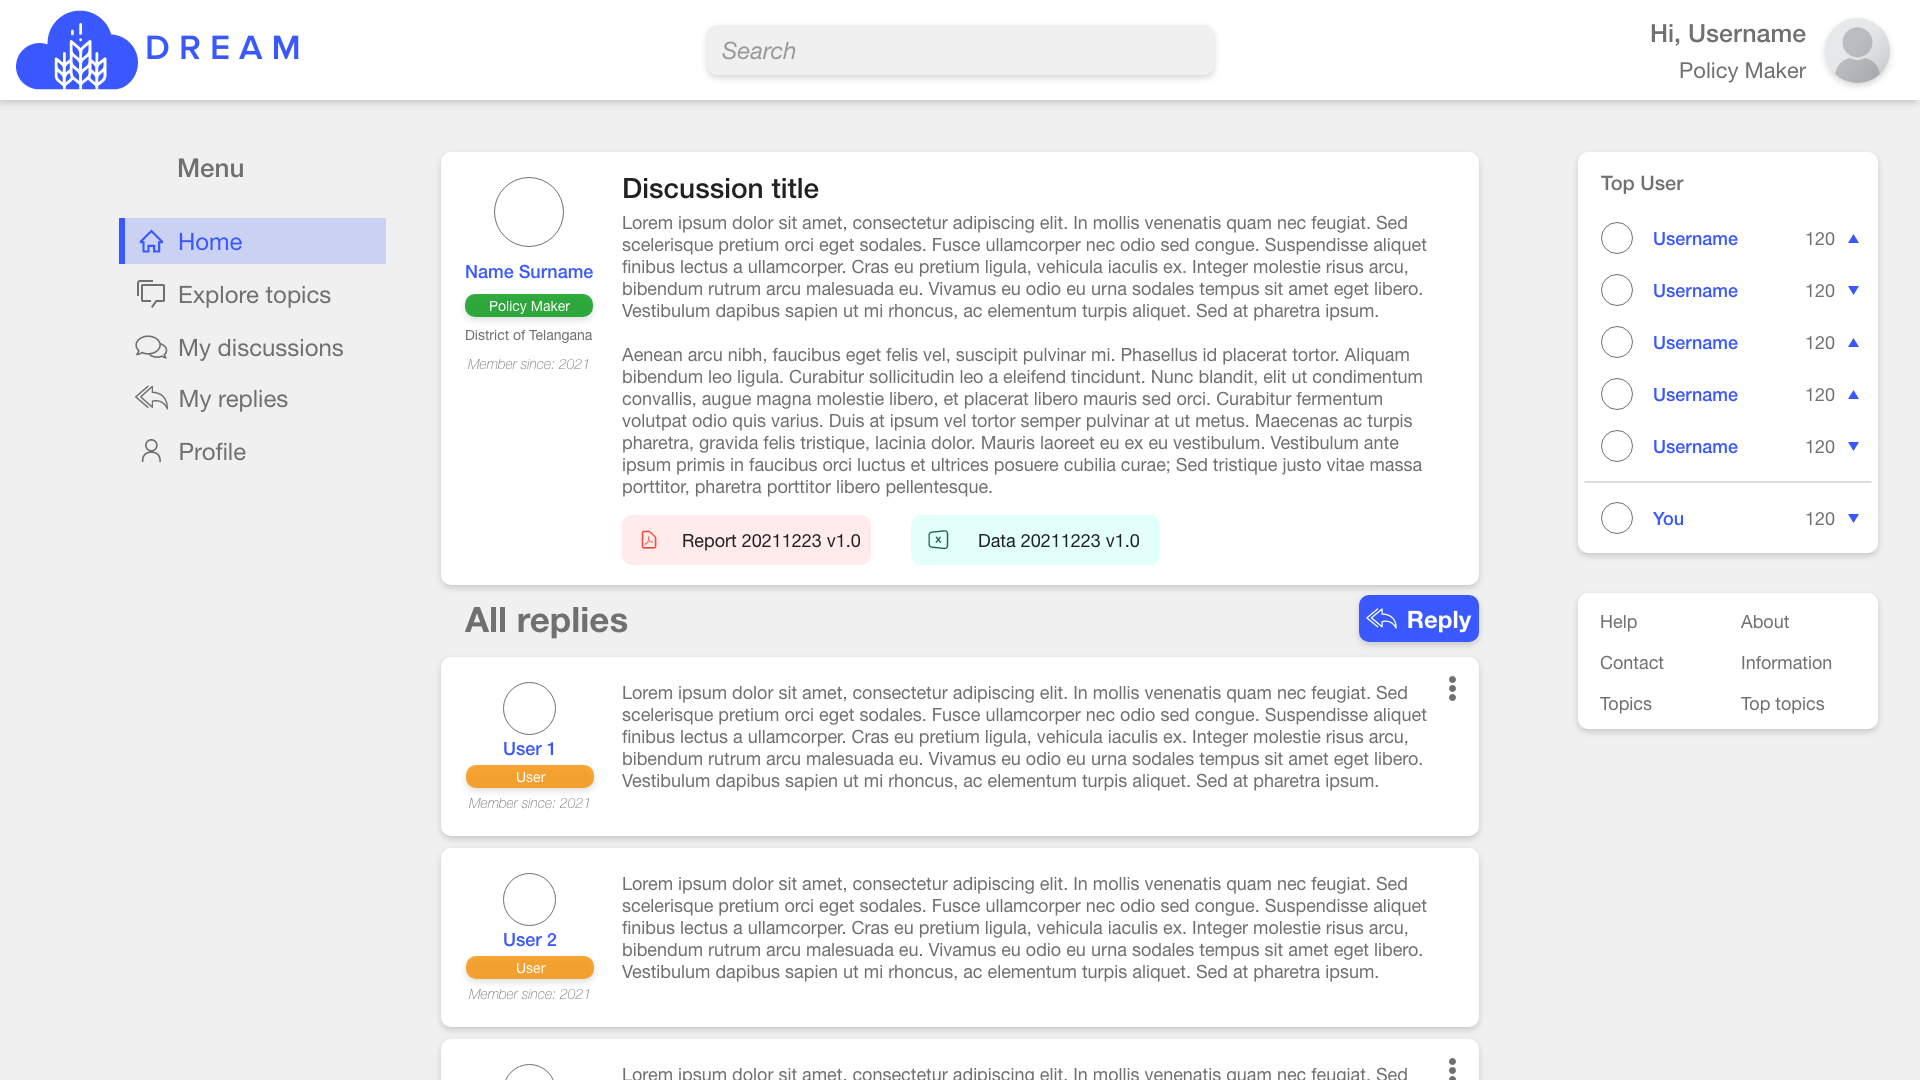 DREAM
Search
Hi, Username
Policy Maker
Menu
Home
Explore topics
My discussions
My replies
Profile
Name Surname
Policy Maker
District of Telangana
Member since: 2021
Discussion title
Lorem ipsum dolor sit amet, consectetur adipiscing elit. In mollis venenatis quam nec feugiat. Sed
scelerisque pretium orci eget sodales. Fusce ullamcorper nec odio sed congue. Suspendisse aliquet
finibus lectus a ullamcorper. Cras eu pretium ligula, vehicula iaculis ex. Integer molestie risus arcu,
bibendum rutrum arcu malesuada eu. Vivamus eu odio eu urna sodales tempus sit amet eget libero.
Vestibulum dapibus sapien ut mi rhoncus, ac elementum turpis aliquet. Sed at pharetra ipsum.
Aenean arcu nibh, faucibus eget felis vel, suscipit pulvinar mi. Phasellus id placerat tortor. Aliquam
bibendum leo ligula. Curabitur sollicitudin leo a eleifend tincidunt. Nunc blandit, elit ut condimentum
convallis, augue magna molestie libero, et placerat libero mauris sed orci. Curabitur fermentum
volutpat odio quis varius. Duis at ipsum vel tortor semper pulvinar at ut metus. Maecenas ac turpis
pharetra, gravida felis tristique, lacinia dolor. Mauris laoreet eu ex eu vestibulum. Vestibulum ante
ipsum primis in faucibus orci luctus et ultrices posuere cubilia curae; Sed tristique justo vitae massa
porttitor, pharetra porttitor libero pellentesque.
Report 20211223 v1.0
Data 20211223 v1.0
All replies
Reply
User 1
User
Member since: 2021
Lorem ipsum dolor sit amet, consectetur adipiscing elit. In mollis venenatis quam nec feugiat. Sed
scelerisque pretium orci eget sodales. Fusce ullamcorper nec odio sed congue. Suspendisse aliquet
finibus lectus a ullamcorper. Cras eu pretium ligula, vehicula iaculis ex. Integer molestie risus arcu,
bibendum rutrum arcu malesuada eu. Vivamus eu odio eu urna sodales tempus sit amet eget libero.
Vestibulum dapibus sapien ut mi rhoncus, ac elementum turpis aliquet. Sed at pharetra ipsum.
User 2
User
Member since: 2021
Lorem ipsum dolor sit amet, consectetur adipiscing elit. In mollis venenatis quam nec feugiat. Sed
scelerisque pretium orci eget sodales. Fusce ullamcorper nec odio sed congue. Suspendisse aliquet
finibus lectus a ullamcorper. Cras eu pretium ligula, vehicula iaculis ex. Integer molestie risus arcu,
bibendum rutrum arcu malesuada eu. Vivamus eu odio eu urna sodales tempus sit amet eget libero.
Vestibulum dapibus sapien ut mi rhoncus, ac elementum turpis aliquet. Sed at pharetra ipsum.
Lorem ipsum dolor sit amet, consectetur adipiscing elit. In mollis venenatis quam nec feugiat. Sed
Top User
Username 120
Username 120
Username 120
Username 120
Username 120
You 120
Help About
Contact Information
Topics Top topics